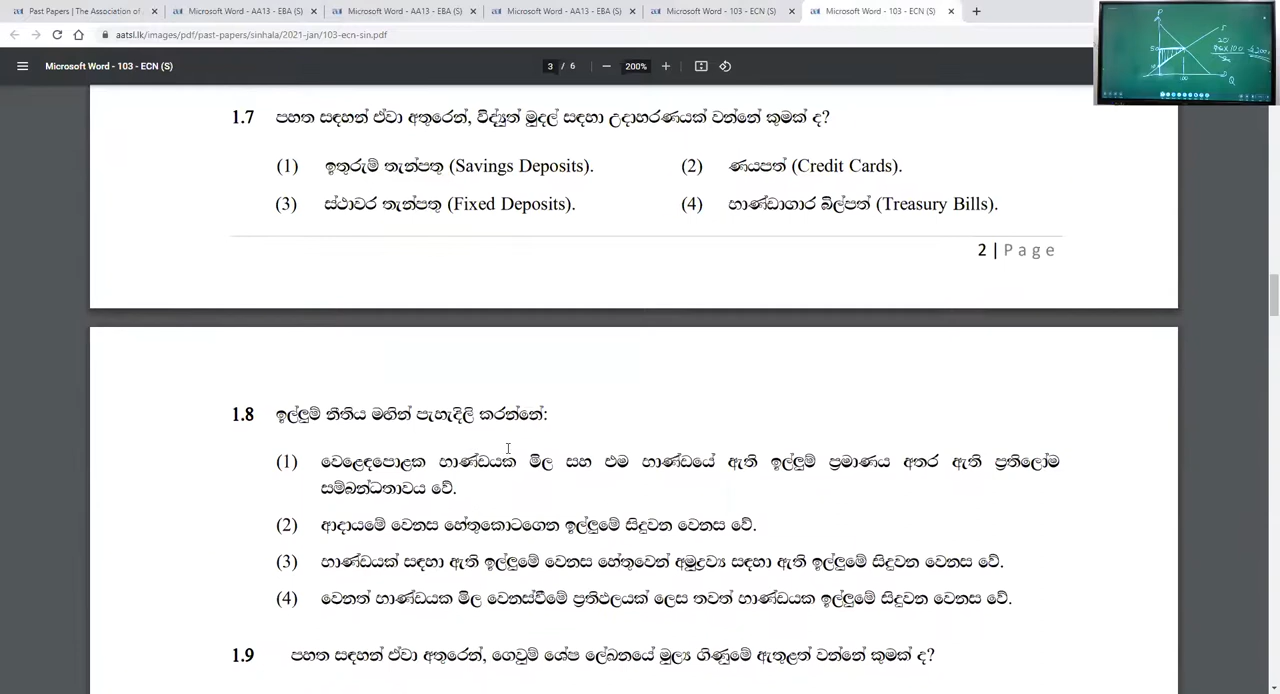 Past Papers | The Association of
Microsoft Word - AA13 - EBA (S)
Microsoft Word - AA13 - EBA (S)
Microsoft Word - AA13 - EBA (S)
Microsoft Word - 103 - ECN (S)
Microsoft Word - 103 - ECN (S)
aatsl.lk/images/pdf/past-papers/sinhala/2021-jan/103-ecn-sin.pdf
Microsoft Word - 103 - ECN (S)
3 / 6
200%
1.7 පහත සඳහන් ඒවා අතුරෙන්, විද්‍යුත් මුදල් සඳහා උදාහරණයක් වන්නේ කුමක් ද?
(1) ඉතුරුම් තැන්පතු (Savings Deposits). (2) ණයපත් (Credit Cards).
(3) ස්ථාවර තැන්පතු (Fixed Deposits). (4) භාණ්ඩාගාර බිල්පත් (Treasury Bills).
2 | Page
1.8 ඉල්ලුම් නීතිය මඟින් පැහැදිලි කරන්නේ:
(1) වෙළෙඳපොළක භාණ්ඩයක මිල සහ එම භාණ්ඩයේ ඇති ඉල්ලුම් ප්‍රමාණය අතර ඇති ප්‍රතිලෝම
සම්බන්ධතාවය වේ.
(2) ආදායමේ වෙනස හේතුකොටගෙන ඉල්ලුමේ සිදුවන වෙනස වේ.
(3) භාණ්ඩයක් සඳහා ඇති ඉල්ලුමේ වෙනස හේතුවෙන් අමුද්‍රව්‍ය සඳහා ඇති ඉල්ලුමේ සිදුවන වෙනස වේ.
(4) වෙනත් භාණ්ඩයක මිල වෙනස්වීමේ ප්‍රතිඵලයක් ලෙස තවත් භාණ්ඩයක ඉල්ලුමේ සිදුවන වෙනස වේ.
1.9 පහත සඳහන් ඒවා අතුරෙන්, ගෙවුම් ශේෂ ලේඛනයේ මූල්‍ය ගිණුමේ ඇතුළත් වන්නේ කුමක් ද?